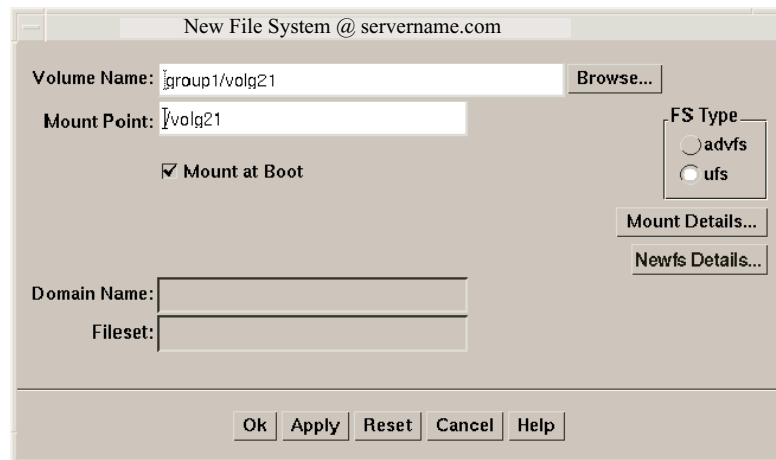 New File System @ servername.com
Volume Name: group1/volg21 Browse...
Mount Point: /volg21
FS Type
advfs
Mount at Boot
ufs
Mount Details...
Newfs Details...
Domain Name:
Fileset:
Ok Apply Reset Cancel Help